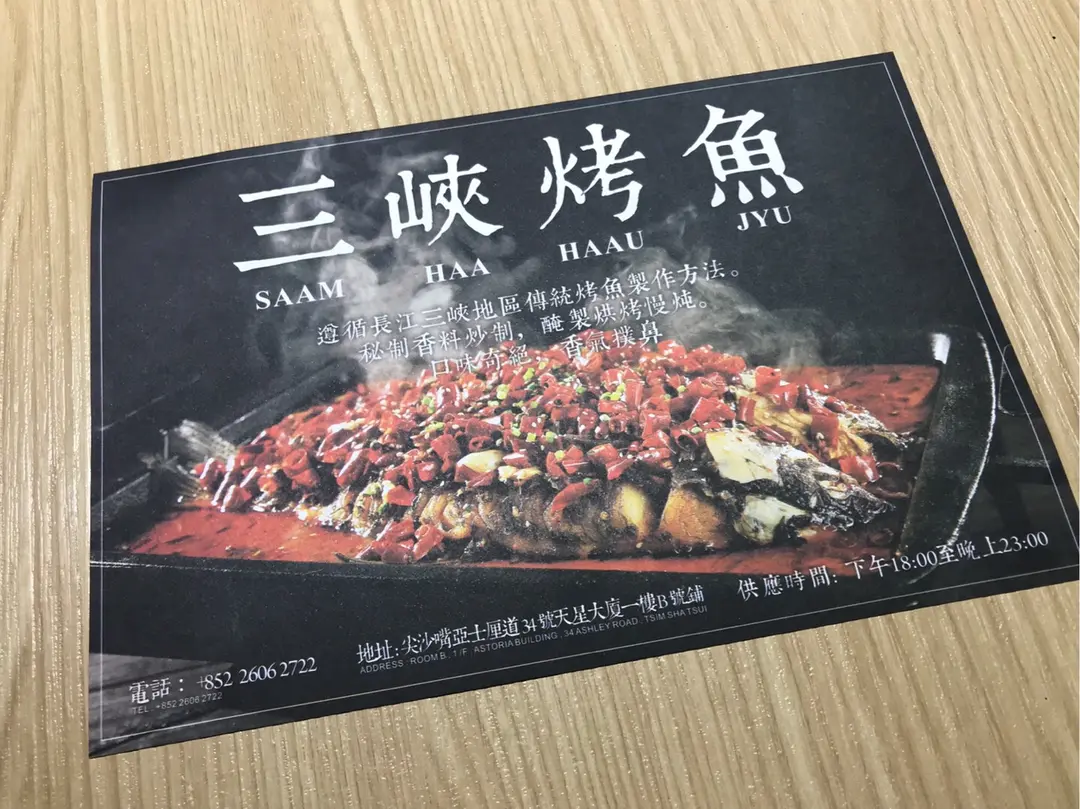 三峽烤魚
SAAM HAA HAAU JYU
遵循長江三峽地區傳統烤魚製作方法。
秘制香料炒制，醃製烘烤慢炖。
口味奇絕，香氣撲鼻
電話：+852 2606 2722
TEL : +852 2606 2722
地址:尖沙嘴亞士厘道34號天星大廈一樓B號鋪
ADDRESS : ROOM B , 1/F , ASTORIA BUILDING , 34 ASHLEY ROAD , TSIM SHA TSUI
供應時間：下午18:00至晚上23:00